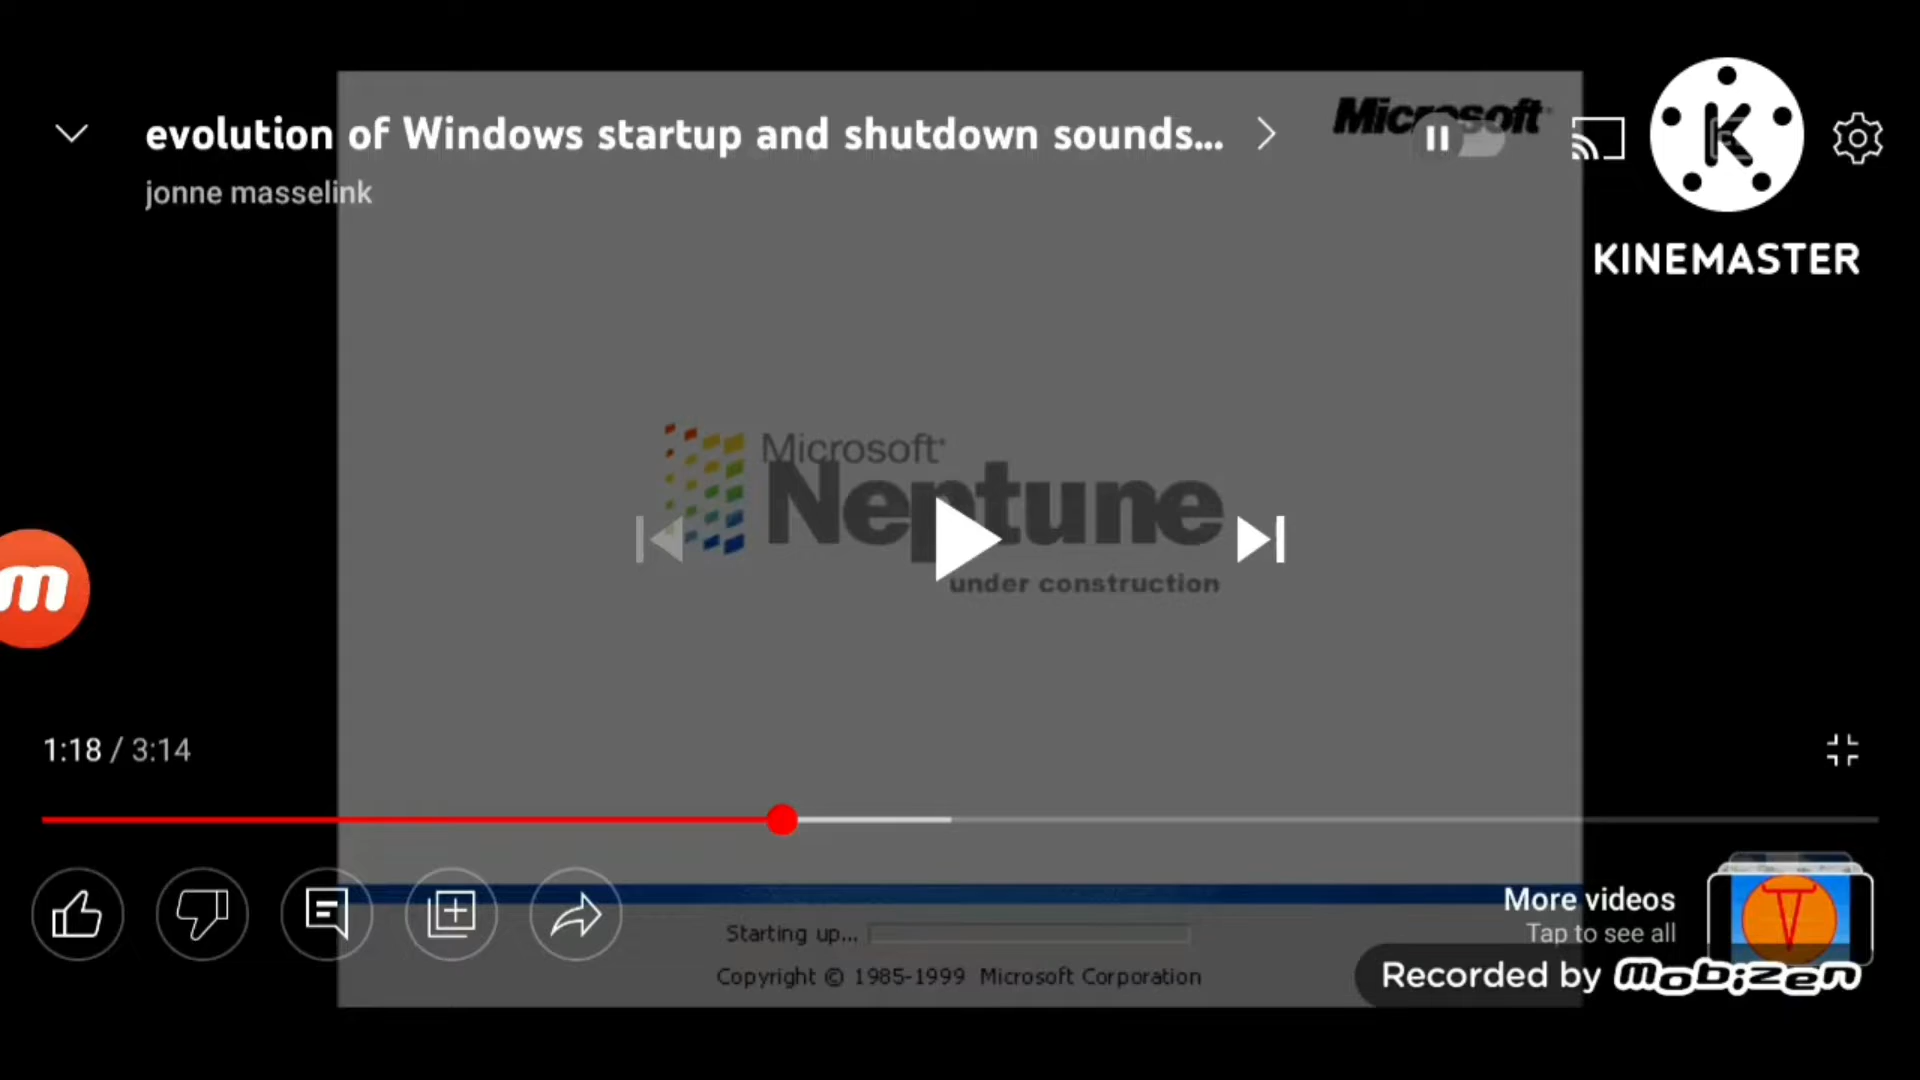 evolution of Windows startup and shutdown sounds...
jonne masselink
Microsoft
K
KINEMASTER
Microsoft
Neptune
under construction
m
1:18 / 3:14
More videos
Tap to see all
Starting up...
Copyright © 1985-1999 Microsoft Corporation
Recorded by Mobizen